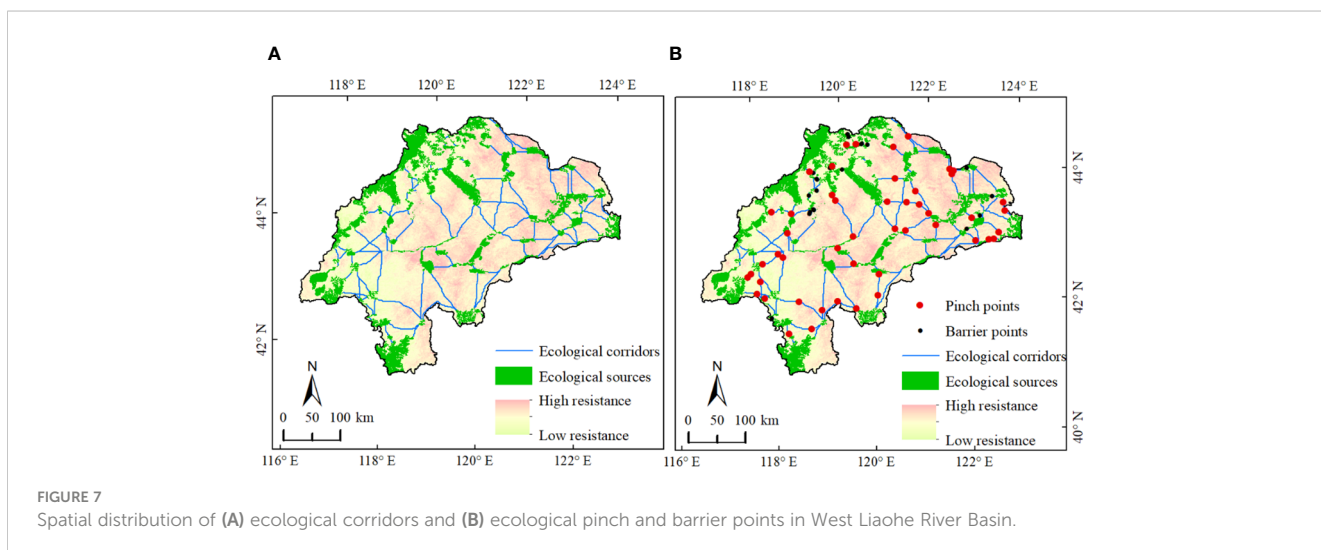 A
118° E 120° E 122° E 124° E
44° N
42° N
Ecological corridors
Ecological sources
High resistance
Low resistance
N
0 50 100 km
116° E 118° E 120° E 122° E
B
118° E 120° E 122° E 124° E
44° N
42° N
40° N
Pinch points
Barrier points
Ecological corridors
Ecological sources
High resistance
Low resistance
N
0 50 100 km
116° E 118° E 120° E 122° E
FIGURE 7
Spatial distribution of (A) ecological corridors and (B) ecological pinch and barrier points in West Liaohe River Basin.